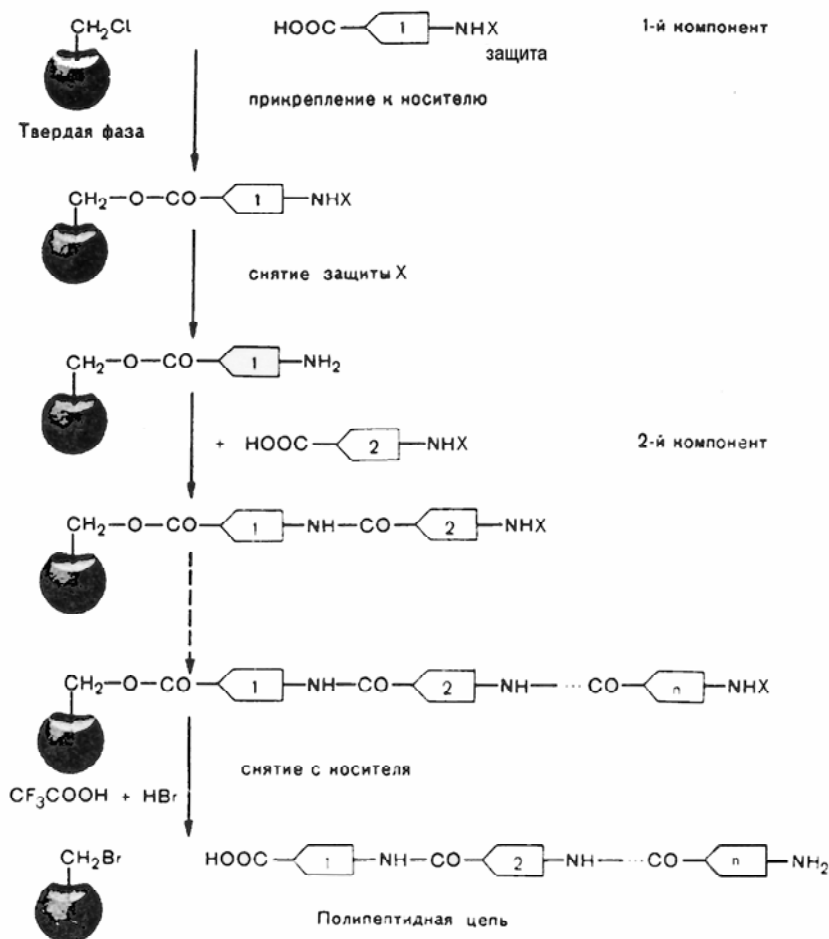 CH₂Cl HOOC 1 NHX 1-й компонент
защита
прикрепление к носителю
Твердая фаза
CH₂—O—CO 1 NHX
снятие защиты X
CH₂—O—CO 1 NH₂
+ HOOC 2 NHX 2-й компонент
CH₂—O—CO 1 NH—CO 2 NHX
CH₂—O—CO 1 NH—CO 2 NH— ···CO n NHX
снятие с носителя
CF₃COOH + HBr
CH₂Br HOOC 1 NH—CO 2 NH— ···CO n NH₂
Полипептидная цепь